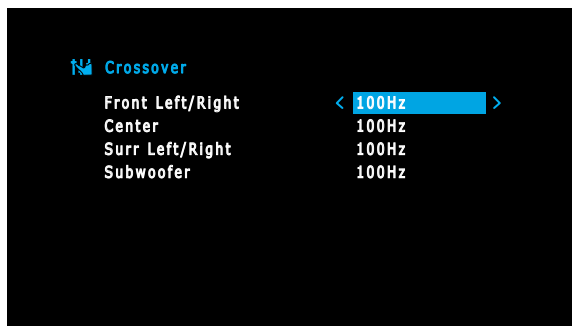 Crossover
Front Left/Right < 100Hz >
Center 100Hz
Surr Left/Right 100Hz
Subwoofer 100Hz